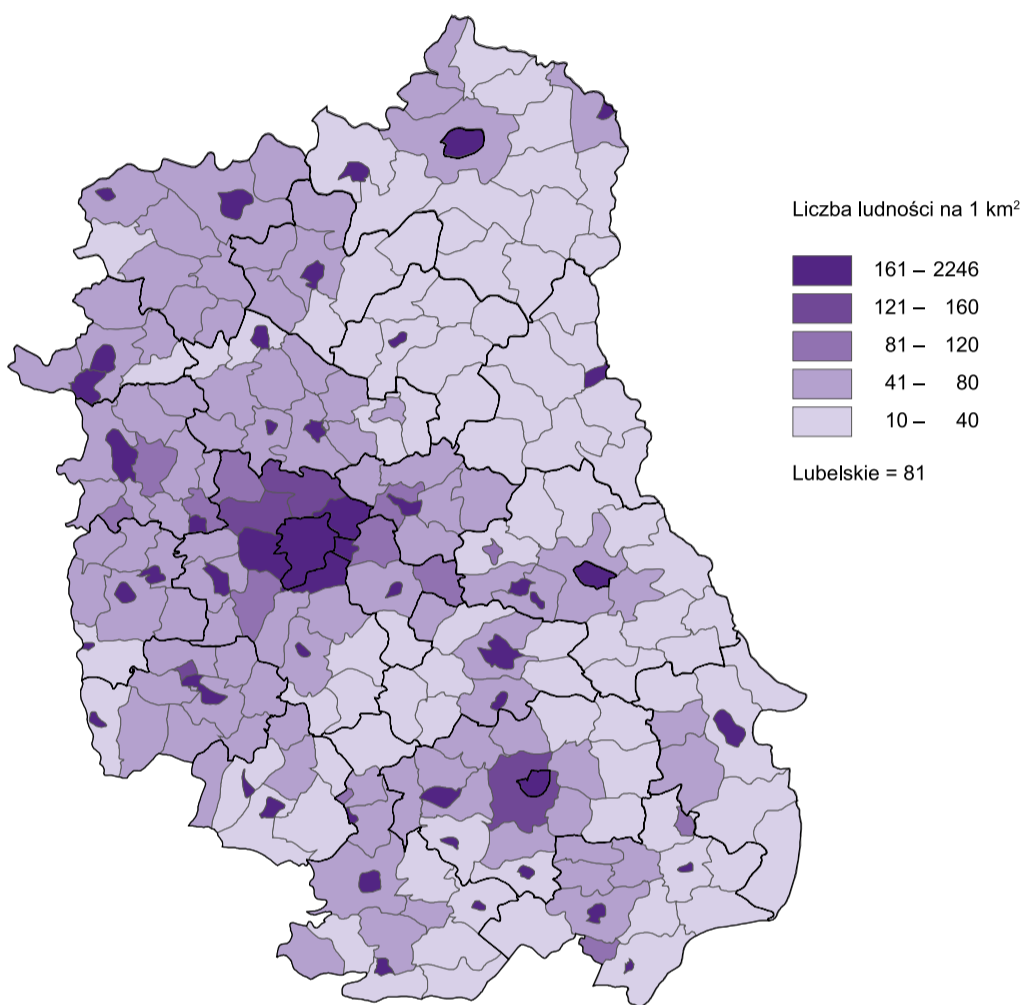 Liczba ludności na 1 km²
161 – 2246
121 – 160
81 – 120
41 – 80
10 – 40
Lubelskie = 81